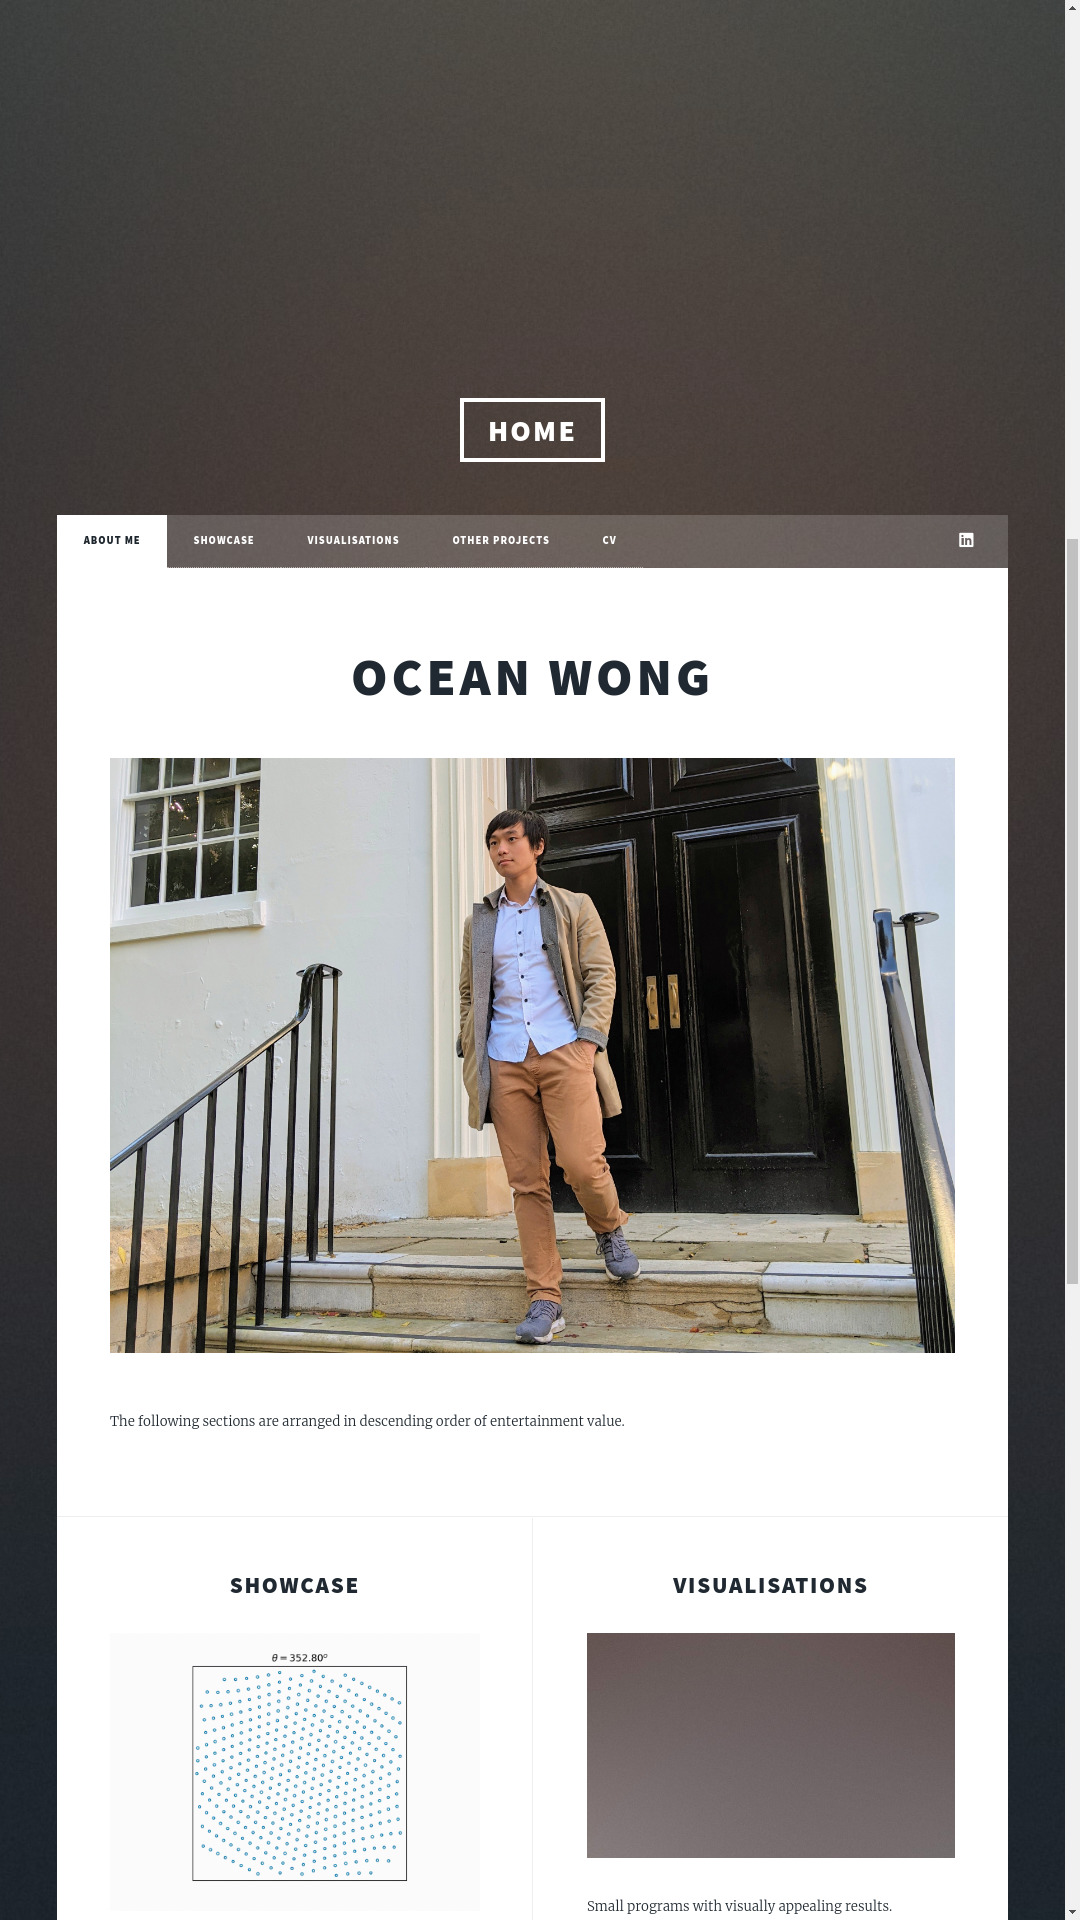 HOME
ABOUT ME SHOWCASE VISUALISATIONS OTHER PROJECTS CV
OCEAN WONG
The following sections are arranged in descending order of entertainment value.
SHOWCASE
θ = 352.80°
VISUALISATIONS
Small programs with visually appealing results.